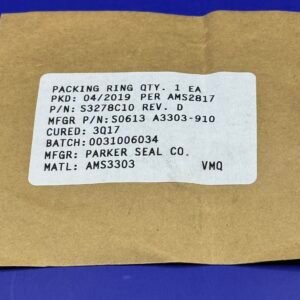 PACKING RING QTY. 1 EA
PKD: 04/2019 PER AMS2817
P/N: S3278C10 REV. D
MFGR P/N: S0613 A3303-910
CURED: 3Q17
BATCH: 0031006034
MFGR: PARKER SEAL CO.
MATL: AMS3303 VMQ